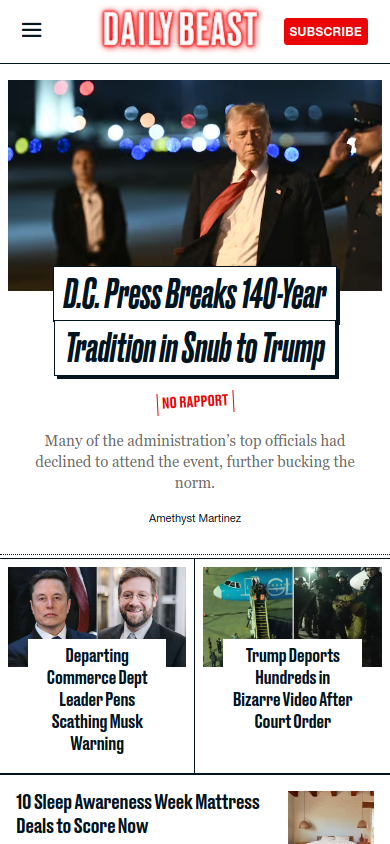 DAILY BEAST
SUBSCRIBE
D.C. Press Breaks 140-Year
Tradition in Snub to Trump
NO RAPPORT
Many of the administration's top officials had
declined to attend the event, further bucking the
norm.
Amethyst Martinez
Departing
Commerce Dept
Leader Pens
Scathing Musk
Warning
Trump Deports
Hundreds in
Bizarre Video After
Court Order
10 Sleep Awareness Week Mattress
Deals to Score Now